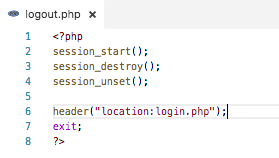 logout.php ×
1 <?php
2 session_start();
3 session_destroy();
4 session_unset();
5
6 header("location:login.php");
7 exit;
8 ?>